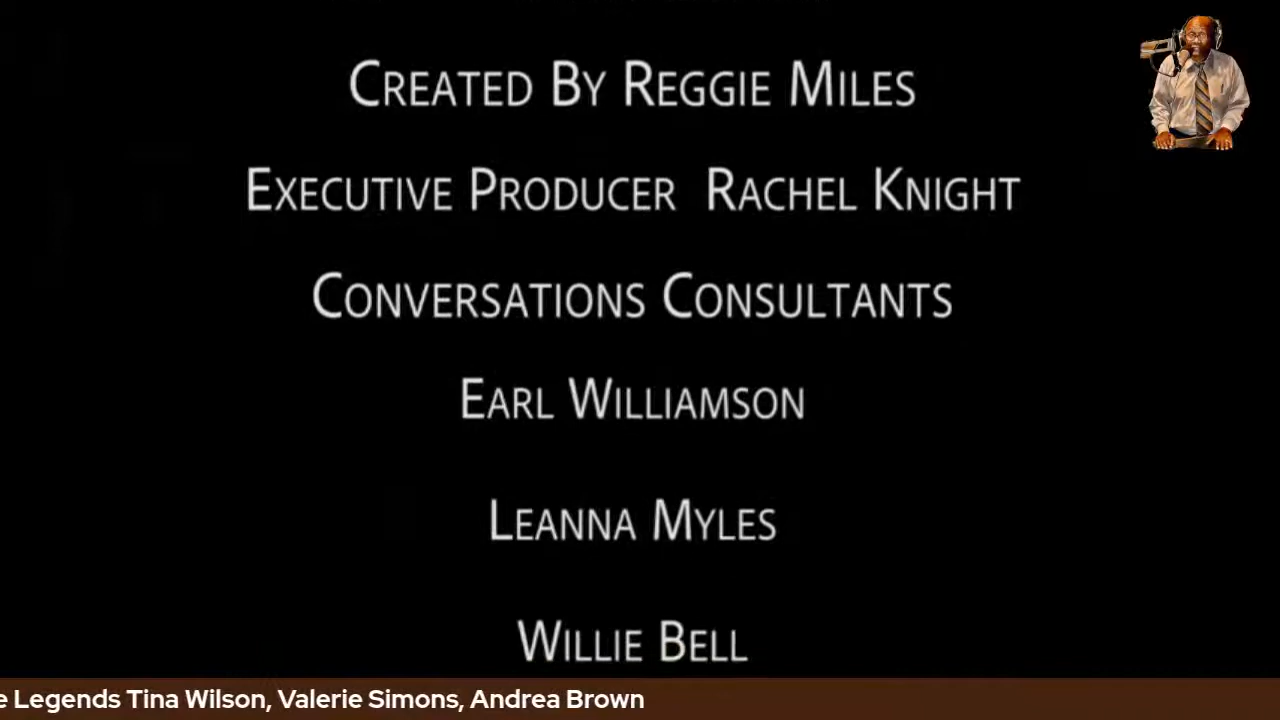 Created By Reggie Miles
Executive Producer Rachel Knight
Conversations Consultants
Earl Williamson
Leanna Myles
Willie Bell
e Legends Tina Wilson, Valerie Simons, Andrea Brown